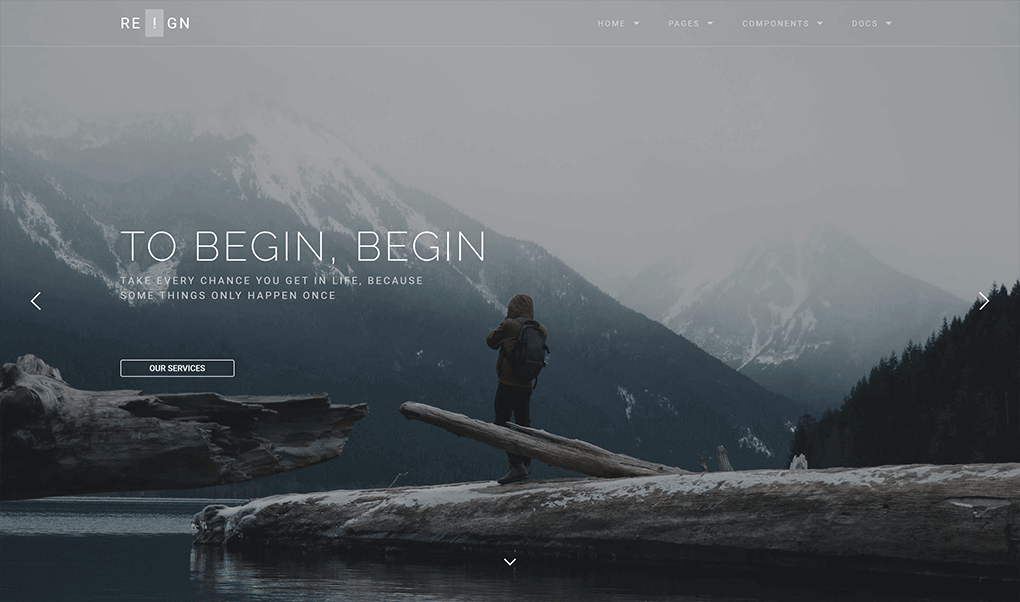 RE!GN
HOME
PAGES
COMPONENTS
DOCS
TO BEGIN, BEGIN
TAKE EVERY CHANCE YOU GET IN LIFE, BECAUSE
SOME THINGS ONLY HAPPEN ONCE
OUR SERVICES